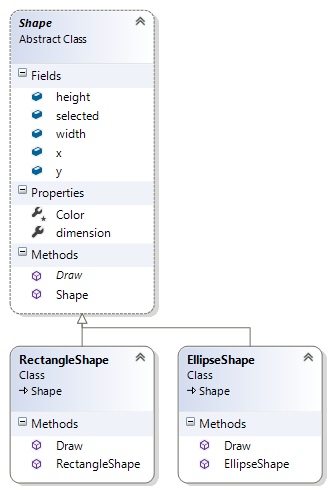 Shape
Abstract Class
Fields
height
selected
width
x
y
Properties
Color
dimension
Methods
Draw
Shape
RectangleShape
Class
Shape
Methods
Draw
RectangleShape
EllipseShape
Class
Shape
Methods
Draw
EllipseShape